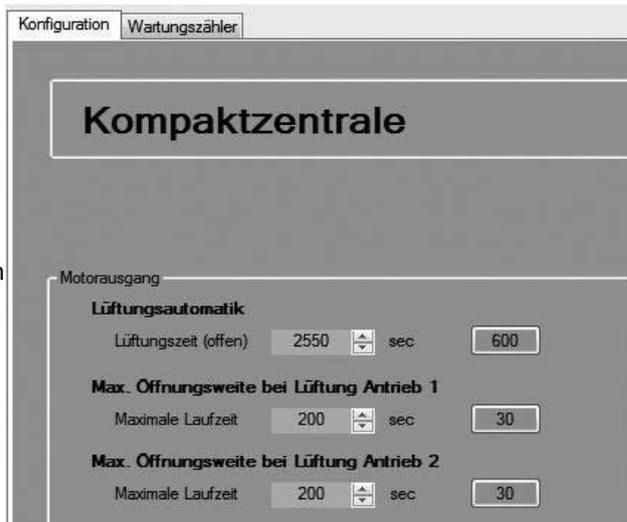 Konfiguration Wartungszähler
Kompaktzentrale
n
Motorausgang
Lüftungsautomatik
Lüftungszeit (offen) 2550 sec 600
Max. Öffnungsweite bei Lüftung Antrieb 1
Maximale Laufzeit 200 sec 30
Max. Öffnungsweite bei Lüftung Antrieb 2
Maximale Laufzeit 200 sec 30